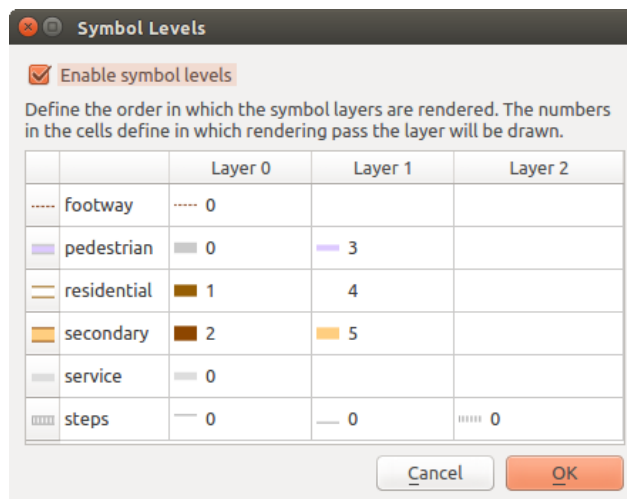 Symbol Levels
Enable symbol levels
Define the order in which the symbol layers are rendered. The numbers
in the cells define in which rendering pass the layer will be drawn.
Layer 0 Layer 1 Layer 2
footway 0
pedestrian 0 3
residential 1 4
secondary 2 5
service 0
steps 0 0 0
Cancel OK